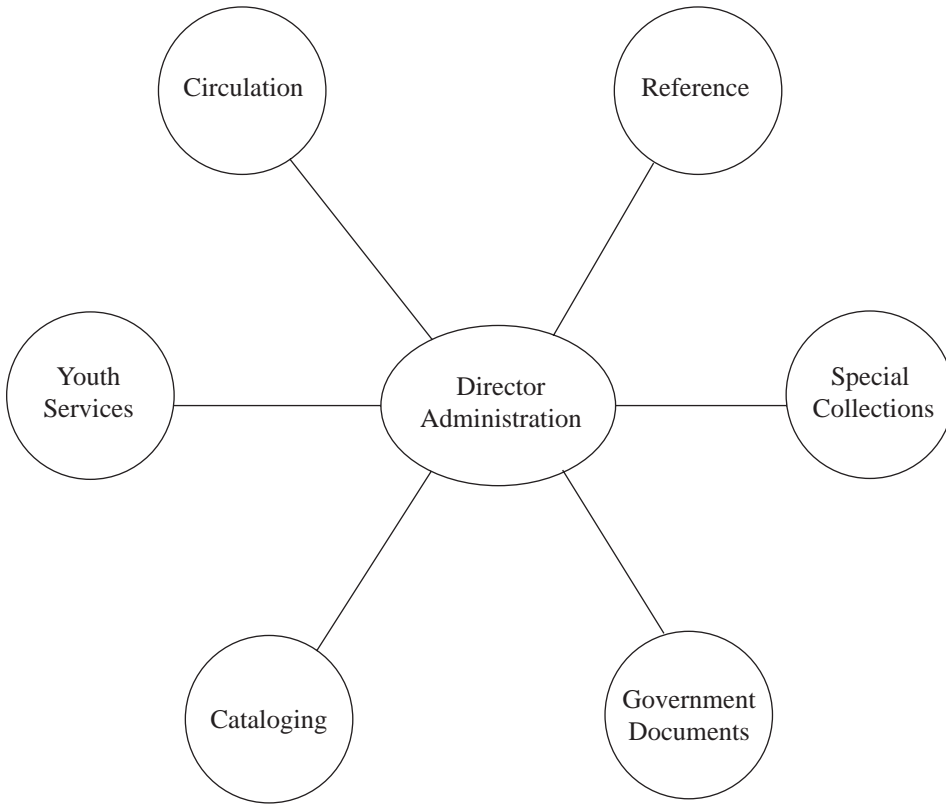 Circulation
Reference
Youth
Services
Director
Administration
Special
Collections
Cataloging
Government
Documents